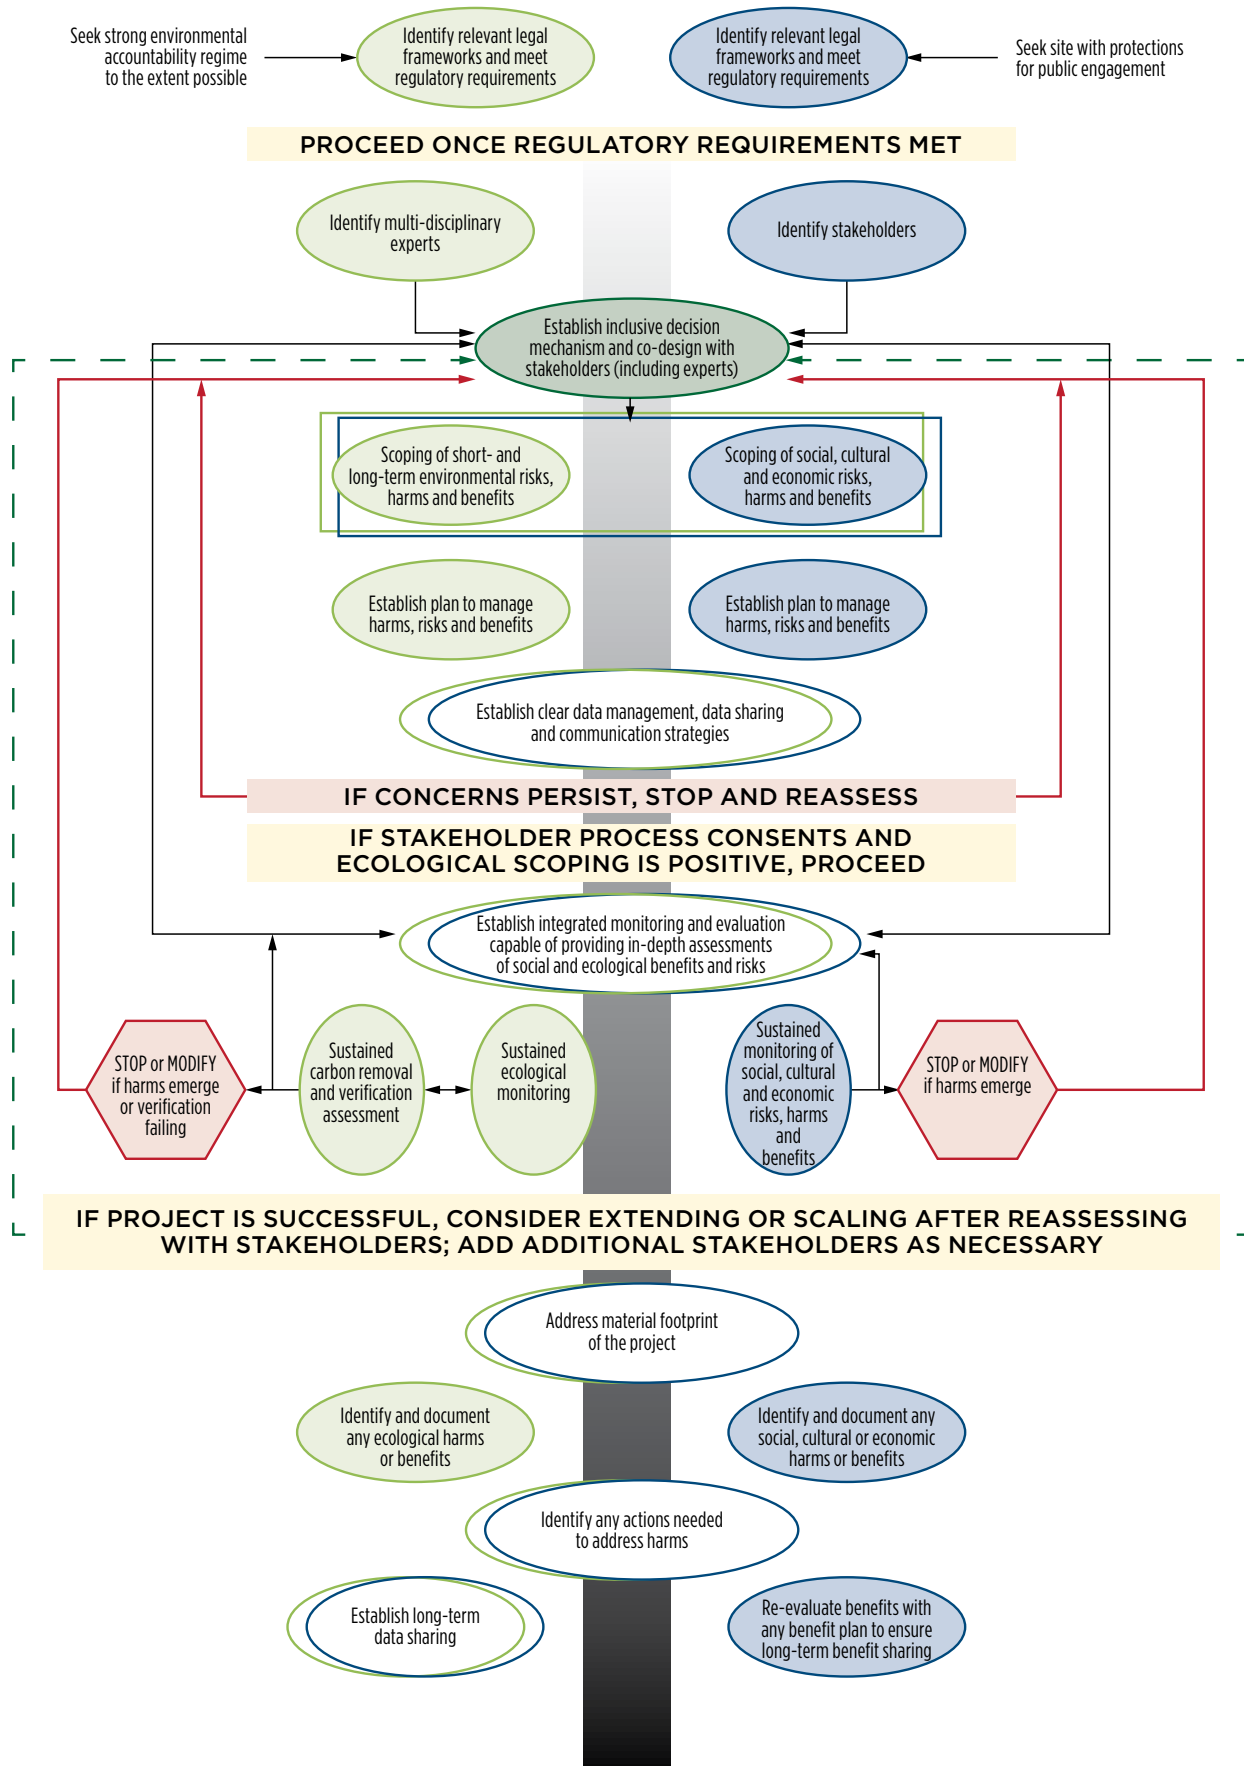 Seek strong environmental
accountability regime
to the extent possible
Identify relevant legal
frameworks and meet
regulatory requirements
Identify relevant legal
frameworks and meet
regulatory requirements
Seek site with protections
for public engagement
PROCEED ONCE REGULATORY REQUIREMENTS MET
Identify multi-disciplinary
experts
Identify stakeholders
Establish inclusive decision
mechanism and co-design with
stakeholders (including experts)
Scoping of short- and
long-term environmental risks,
harms and benefits
Scoping of social, cultural
and economic risks,
harms and benefits
Establish plan to manage
harms, risks and benefits
Establish plan to manage
harms, risks and benefits
Establish clear data management, data sharing
and communication strategies
IF CONCERNS PERSIST, STOP AND REASSESS
IF STAKEHOLDER PROCESS CONSENTS AND
ECOLOGICAL SCOPING IS POSITIVE, PROCEED
Establish integrated monitoring and evaluation
capable of providing in-depth assessments
of social and ecological benefits and risks
STOP or MODIFY
if harms emerge
or verification
failing
Sustained
carbon removal
and verification
assessment
Sustained
ecological
monitoring
Sustained
monitoring of
social, cultural
and economic
risks, harms
and
benefits
STOP or MODIFY
if harms emerge
IF PROJECT IS SUCCESSFUL, CONSIDER EXTENDING OR SCALING AFTER REASSESSING
WITH STAKEHOLDERS; ADD ADDITIONAL STAKEHOLDERS AS NECESSARY
Address material footprint
of the project
Identify and document
any ecological harms
or benefits
Identify and document any
social, cultural or economic
harms or benefits
Identify any actions needed
to address harms
Establish long-term
data sharing
Re-evaluate benefits with
any benefit plan to ensure
long-term benefit sharing